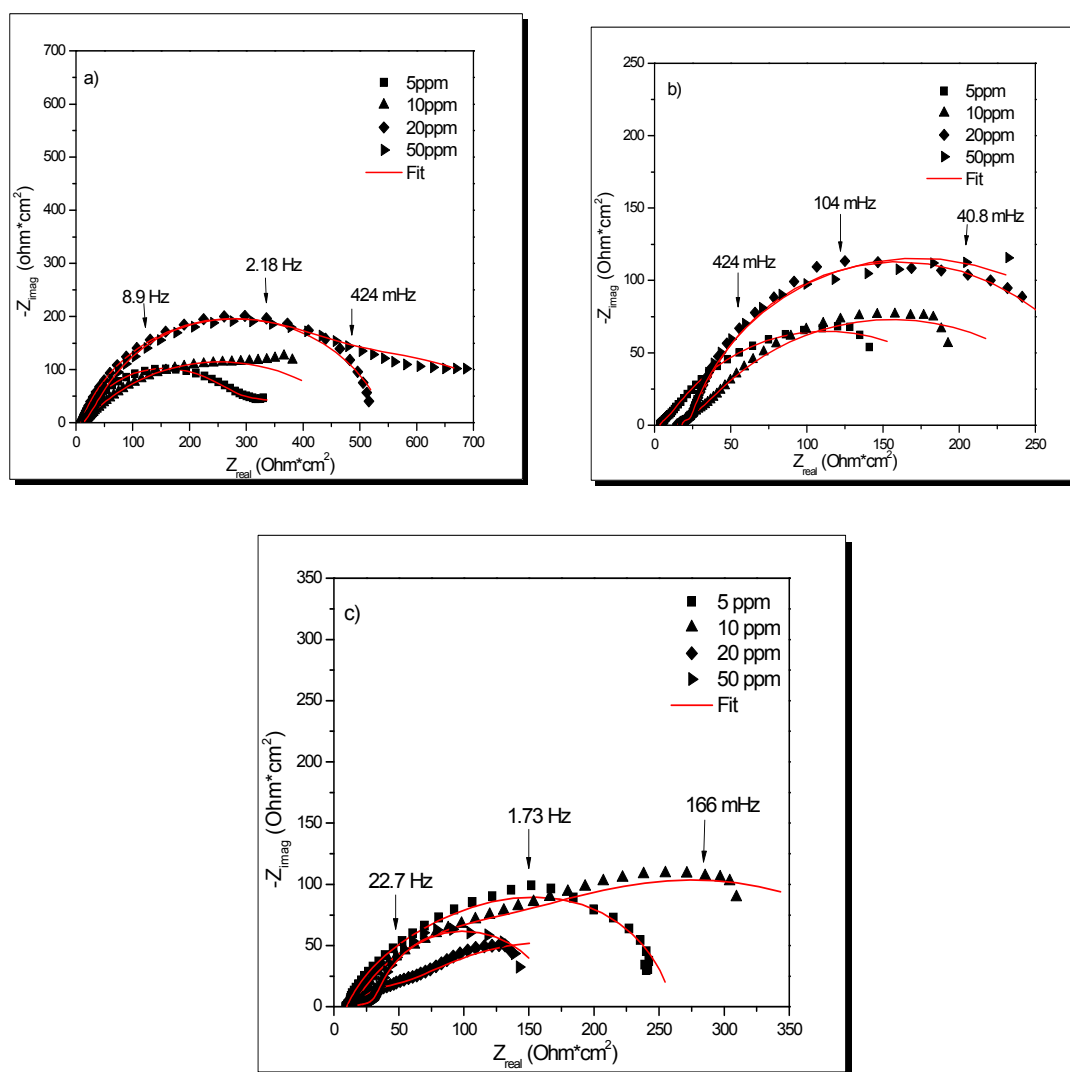 a)
700
600
500
400
300
200
100
0
-Z_imag (ohm*cm²)
5ppm
10ppm
20ppm
50ppm
Fit
8.9 Hz
2.18 Hz
424 mHz
0 100 200 300 400 500 600 700
Z_real (Ohm*cm²)
b)
250
200
150
100
50
0
-Z_imag (Ohm*cm²)
5ppm
10ppm
20ppm
50ppm
Fit
424 mHz
104 mHz
40.8 mHz
0 50 100 150 200 250
Z_real (Ohm*cm²)
c)
350
300
250
200
150
100
50
0
-Z_imag (Ohm*cm²)
5 ppm
10 ppm
20 ppm
50 ppm
Fit
22.7 Hz
1.73 Hz
166 mHz
0 50 100 150 200 250 300 350
Z_real (Ohm*cm²)